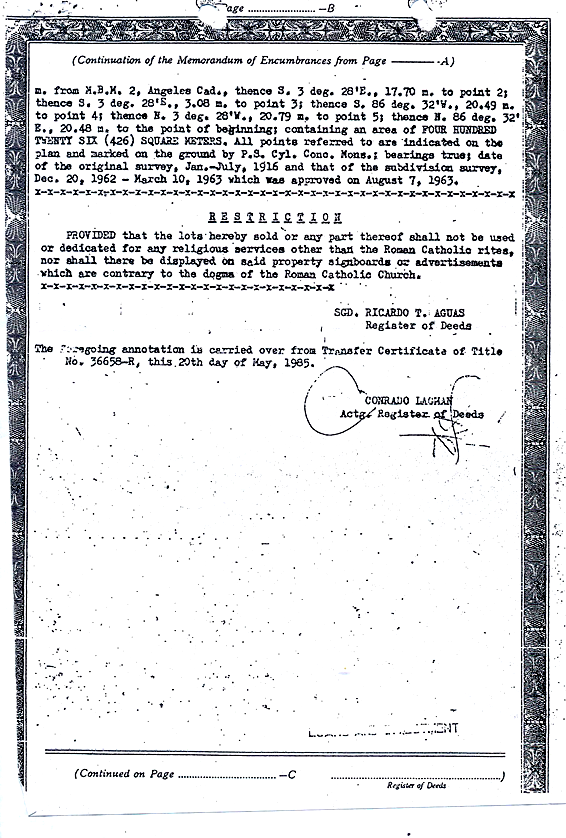 age ........................ —B
(Continuation of the Memorandum of Encumbrances from Page ———— -A)
m. from M.B.M. 2, Angeles Cad., thence S. 3 deg. 28'E., 17.70 m. to point 2;
thence S. 3 deg. 28'E., 3.08 m. to point 3; thence S. 86 deg. 32'W., 20.49 m.
to point 4; thence N. 3 deg. 28'W., 20.79 m. to point 5; thence N. 86 deg. 32'
E., 20.48 m. to the point of beginning; containing an area of FOUR HUNDRED
TWENTY SIX (426) SQUARE METERS. All points referred to are indicated on the
plan and marked on the ground by P.S. Cyl. Conc. Mons.; bearings true; date
of the original survey, Jan.-July, 1916 and that of the subdivision survey,
Dec. 20, 1962 - March 10, 1963 which was approved on August 7, 1963.
x-x-x-x-x-x-x-x-x-x-x-x-x-x-x-x-x-x-x-x-x-x-x-x-x-x-x-x-x-x-x-x-x-x-x-x-x-x
R E S T R I C T I O N
PROVIDED that the lots hereby sold or any part thereof shall not be used
or dedicated for any religious services other than the Roman Catholic rites,
nor shall there be displayed on said property signboards or advertisements
which are contrary to the dogma of the Roman Catholic Church.
x-x-x-x-x-x-x-x-x-x-x-x-x-x-x-x-x-x-x-x-x-x-x-x
SGD. RICARDO T. AGUAS
Register of Deeds
The foregoing annotation is carried over from Transfer Certificate of Title
No. 36658-R, this 20th day of May, 1985.
CONRADO LAGMAN
Actg. Register of Deeds
(Continued on Page ............................ —C ..................................................)
Register of Deeds